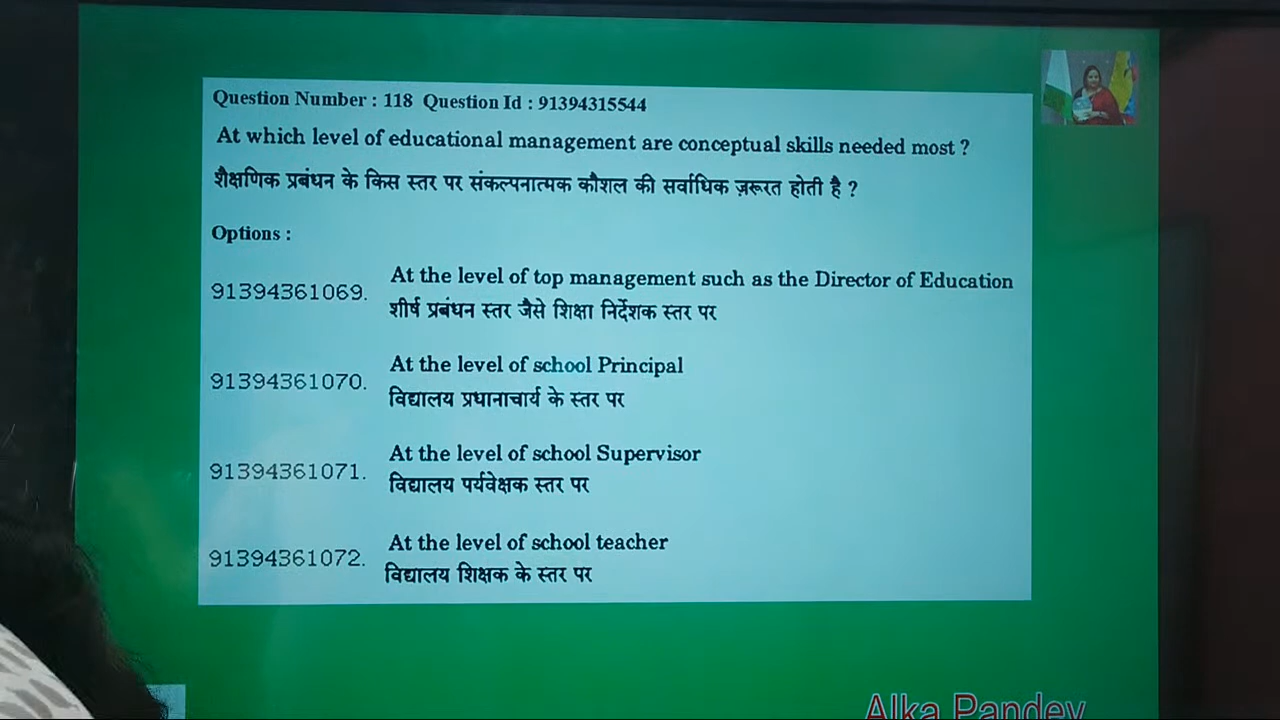 Question Number : 118 Question Id : 91394315544
At which level of educational management are conceptual skills needed most ?
शैक्षणिक प्रबंधन के किस स्तर पर संकल्पनात्मक कौशल की सर्वाधिक ज़रूरत होती है ?
Options :
91394361069. At the level of top management such as the Director of Education
शीर्ष प्रबंधन स्तर जैसे शिक्षा निर्देशक स्तर पर
91394361070. At the level of school Principal
विद्यालय प्रधानाचार्य के स्तर पर
91394361071. At the level of school Supervisor
विद्यालय पर्यवेक्षक स्तर पर
91394361072. At the level of school teacher
विद्यालय शिक्षक के स्तर पर
Alka Pandey